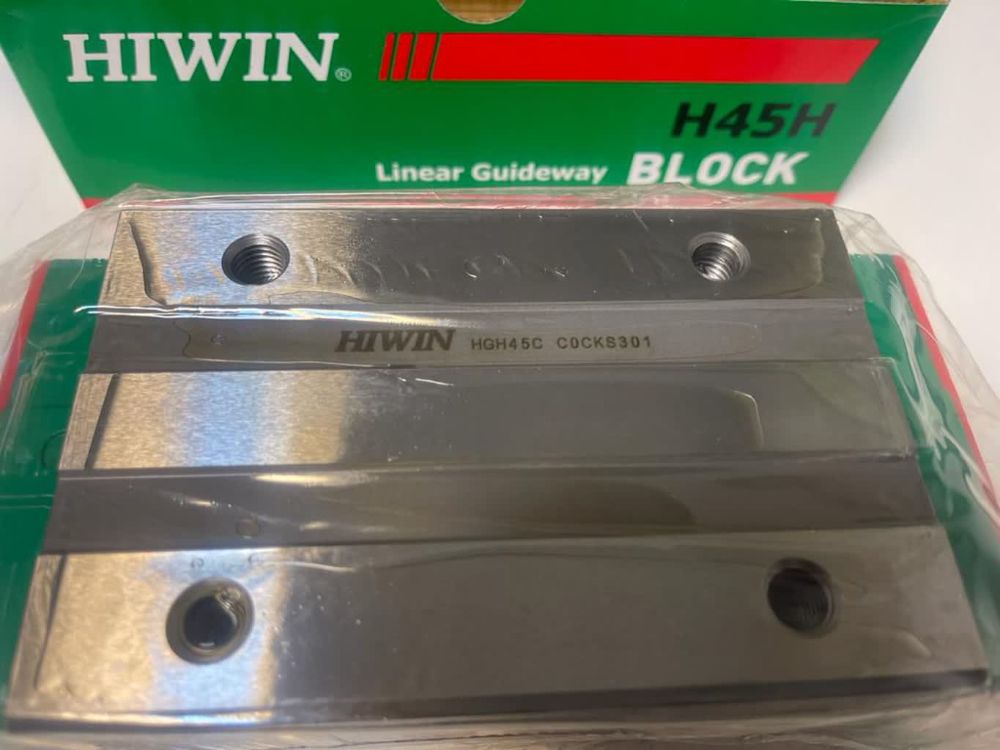 HIWIN®
H45H
Linear Guideway BLOCK
HIWIN HGH45C C0CKS301